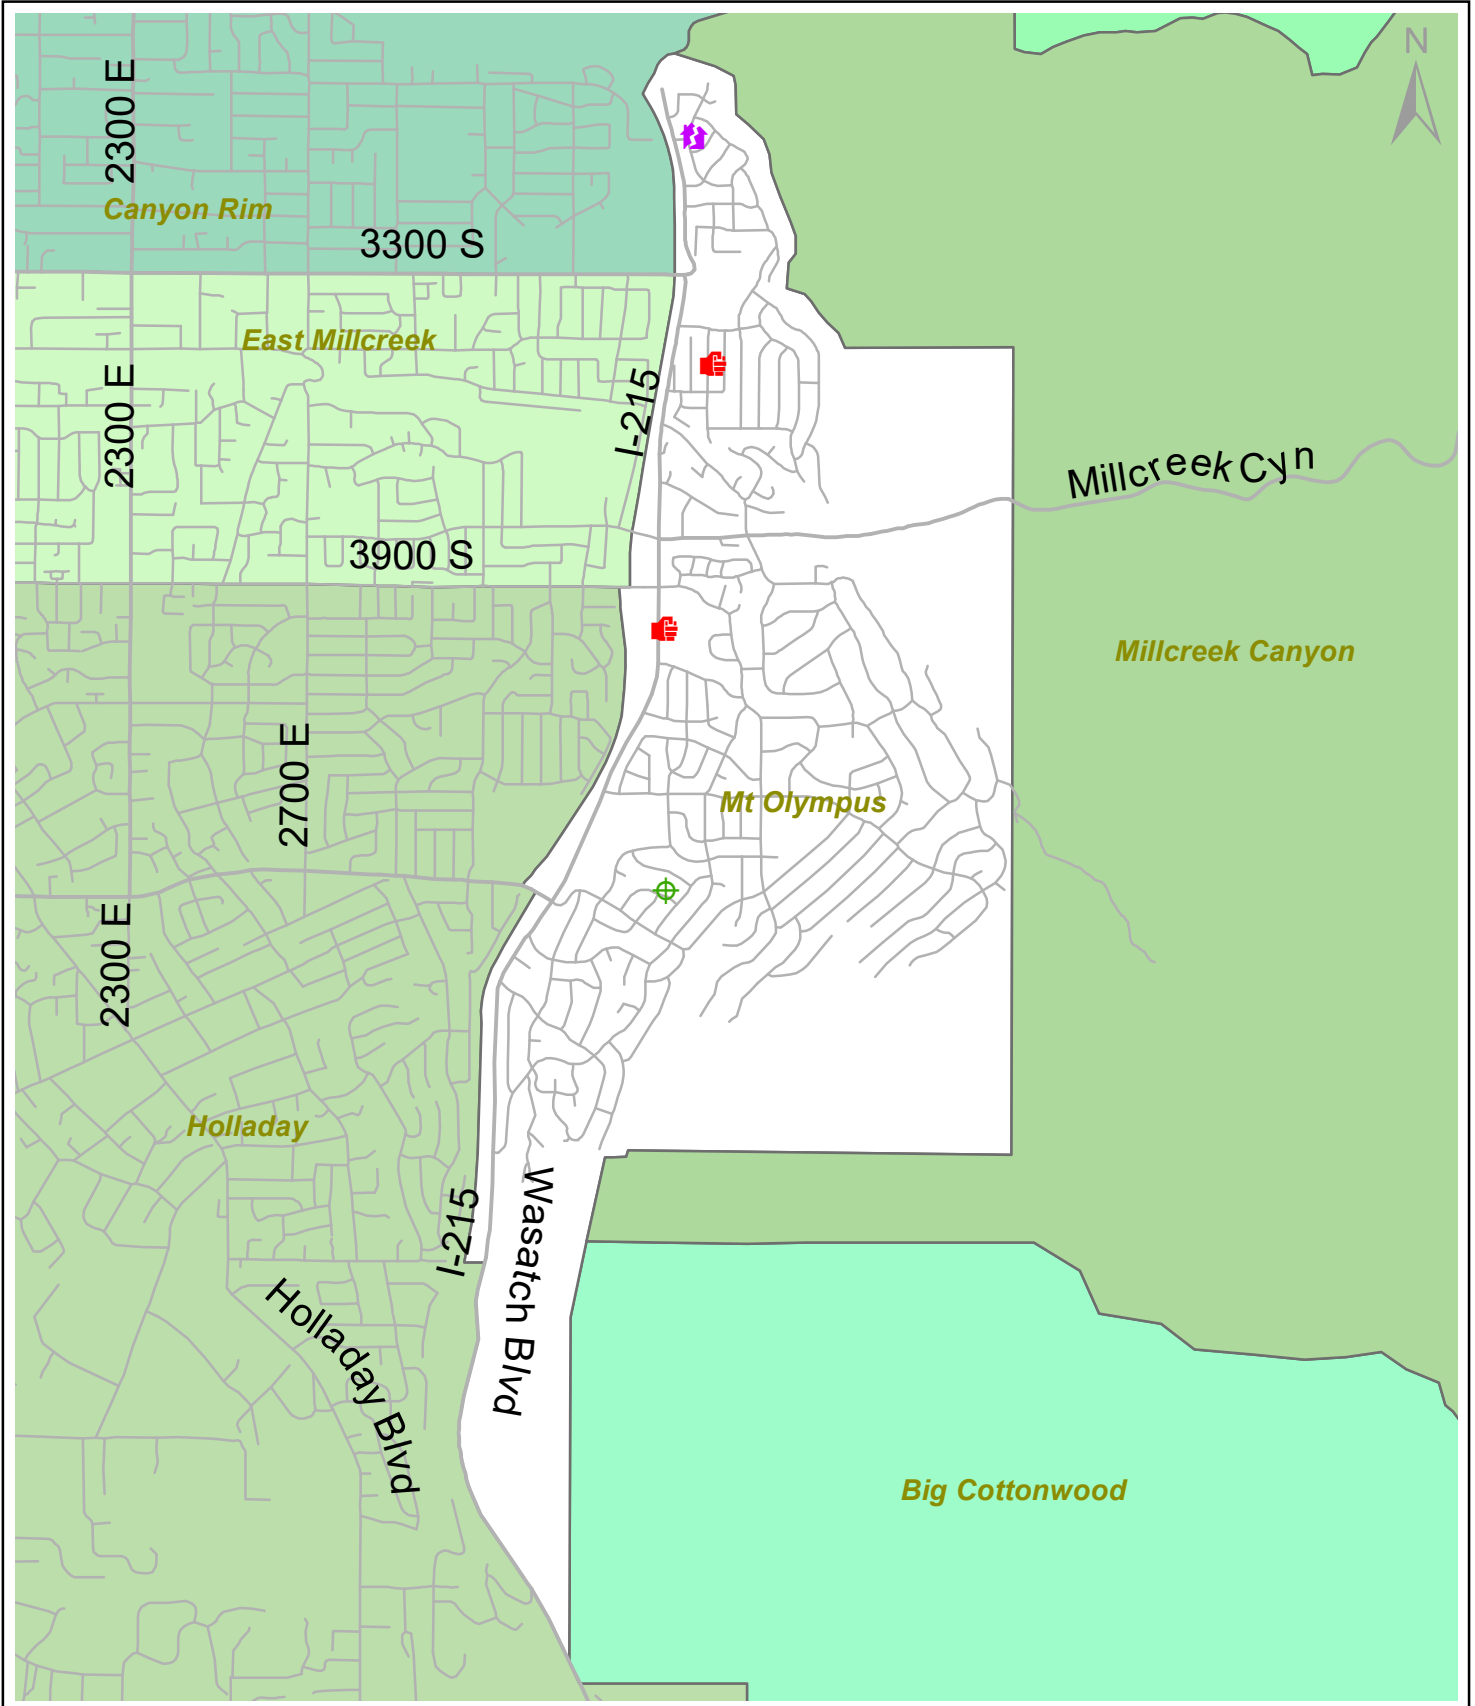 N
2300 E
Canyon Rim
3300 S
East Millcreek
2300 E
I-215
Millcreek Cyn
3900 S
Millcreek Canyon
2700 E
Mt Olympus
2300 E
Holladay
I-215
Wasatch Blvd
Holladay Blvd
Big Cottonwood